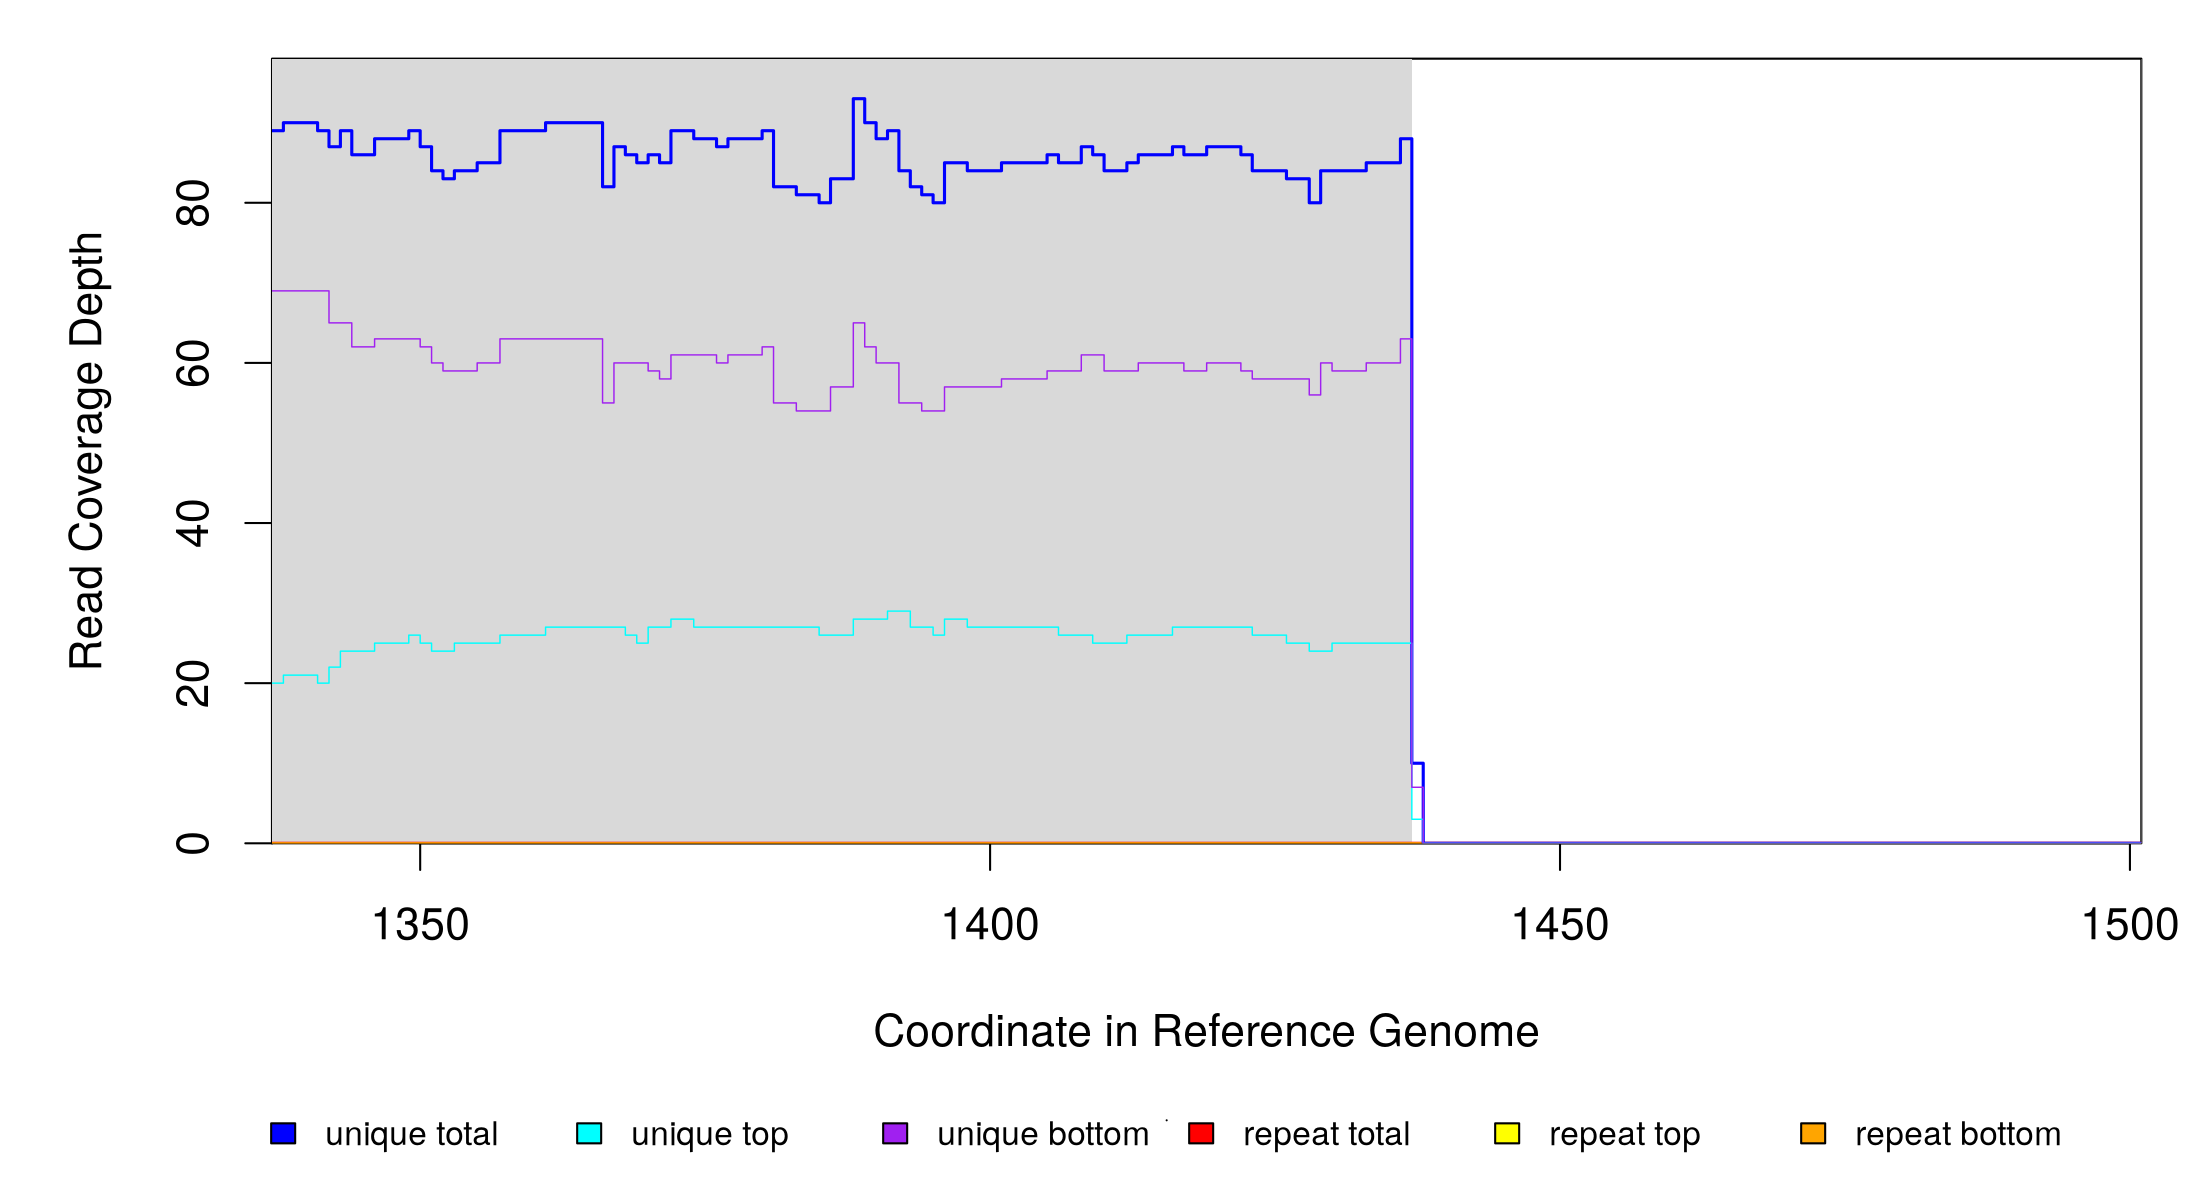 Read Coverage Depth
80
60
40
20
0
1350 1400 1450 1500
Coordinate in Reference Genome
unique total unique top unique bottom repeat total repeat top repeat bottom